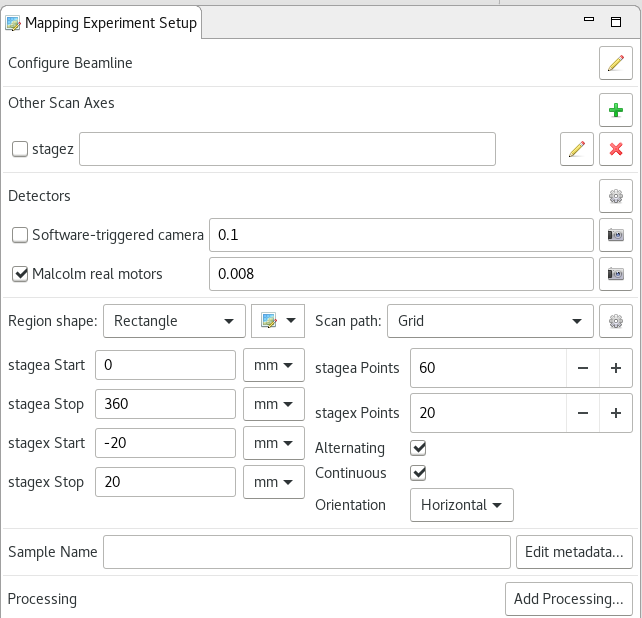 Mapping Experiment Setup
Configure Beamline
Other Scan Axes
stagez
Detectors
Software-triggered camera 0.1
Malcolm real motors 0.008
Region shape: Rectangle Scan path: Grid
stagea Start 0 mm stagea Points 60
stagea Stop 360 mm stagex Points 20
stagex Start -20 mm Alternating
Continuous
stagex Stop 20 mm
Orientation Horizontal
Sample Name Edit metadata...
Processing Add Processing...